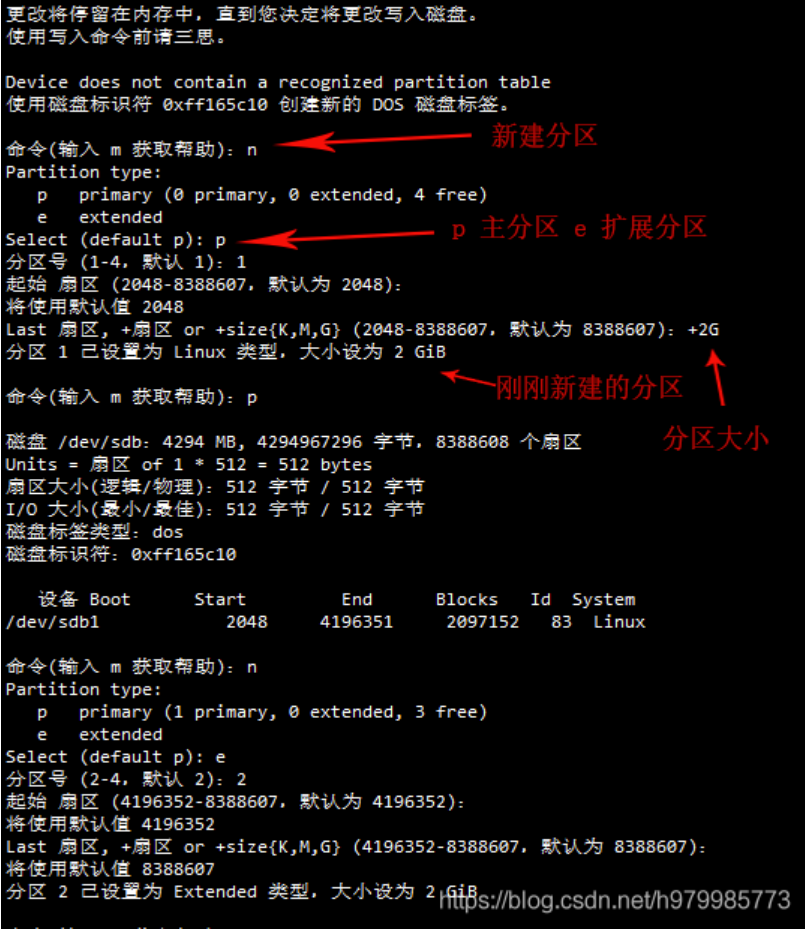 更改将停留在内存中，直到您决定将更改写入磁盘。
使用写入命令前请三思。
Device does not contain a recognized partition table
使用磁盘标识符 0xff165c10 创建新的 DOS 磁盘标签。
命令(输入 m 获取帮助)：n
新建分区
Partition type:
p primary (0 primary, 0 extended, 4 free)
e extended
Select (default p): p
p 主分区 e 扩展分区
分区号 (1-4，默认 1)：1
起始 扇区 (2048-8388607，默认为 2048)：
将使用默认值 2048
Last 扇区, +扇区 or +size{K,M,G} (2048-8388607，默认为 8388607)：+2G
分区 1 已设置为 Linux 类型，大小设为 2 GiB
刚刚新建的分区
命令(输入 m 获取帮助)：p
分区大小
磁盘 /dev/sdb：4294 MB, 4294967296 字节，8388608 个扇区
Units = 扇区 of 1 * 512 = 512 bytes
扇区大小(逻辑/物理)：512 字节 / 512 字节
I/O 大小(最小/最佳)：512 字节 / 512 字节
磁盘标签类型：dos
磁盘标识符：0xff165c10
设备 Boot Start End Blocks Id System
/dev/sdb1 2048 4196351 2097152 83 Linux
命令(输入 m 获取帮助)：n
Partition type:
p primary (1 primary, 0 extended, 3 free)
e extended
Select (default p): e
分区号 (2-4，默认 2)：2
起始 扇区 (4196352-8388607，默认为 4196352)：
将使用默认值 4196352
Last 扇区, +扇区 or +size{K,M,G} (4196352-8388607，默认为 8388607)：
将使用默认值 8388607
分区 2 已设置为 Extended 类型，大小设为 2 GiB
https://blog.csdn.net/h979985773